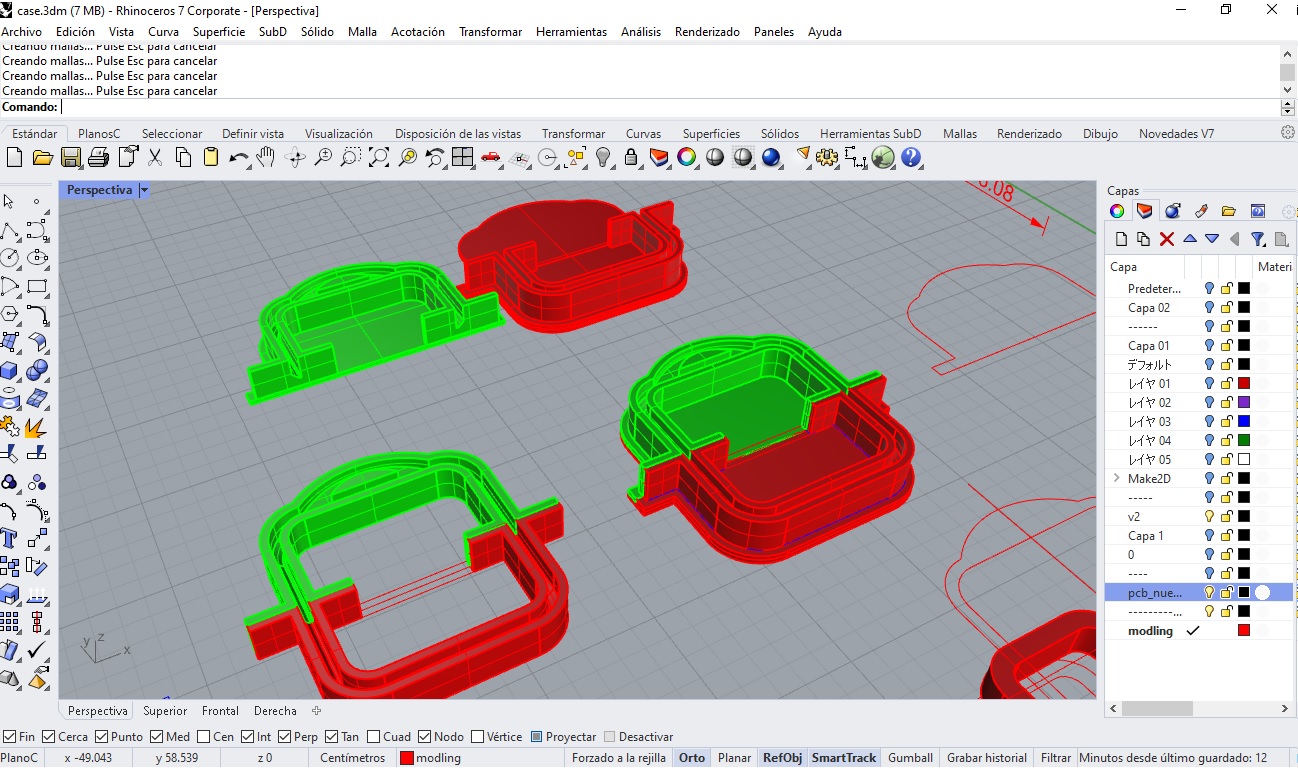 case.3dm (7 MB) - Rhinoceros 7 Corporate - [Perspectiva]
Archivo Edición Vista Curva Superficie SubD Sólido Malla Acotación Transformar Herramientas Análisis Renderizado Paneles Ayuda
Creando mallas... Pulse Esc para cancelar
Creando mallas... Pulse Esc para cancelar
Creando mallas... Pulse Esc para cancelar
Creando mallas... Pulse Esc para cancelar
Comando:
Estándar PlanosC Seleccionar Definir vista Visualización Disposición de las vistas Transformar Curvas Superficies Sólidos Herramientas SubD Mallas Renderizado Dibujo Novedades V7
Perspectiva
.08
z
y
x
Capas
Capa Materi
Predeter...
Capa 02
------
Capa 01
デフォルト
レイヤ 01
レイヤ 02
レイヤ 03
レイヤ 04
レイヤ 05
Make2D
-----
v2
Capa 1
0
----
pcb_nue...
---------...
modling
Perspectiva Superior Frontal Derecha
Fin Cerca Punto Med Cen Int Perp Tan Cuad Nodo Vértice Proyectar Desactivar
PlanoC x -49.043 y 58.539 z 0 Centímetros modling Forzado a la rejilla Orto Planar RefObj SmartTrack Gumball Grabar historial Filtrar Minutos desde último guardado: 12